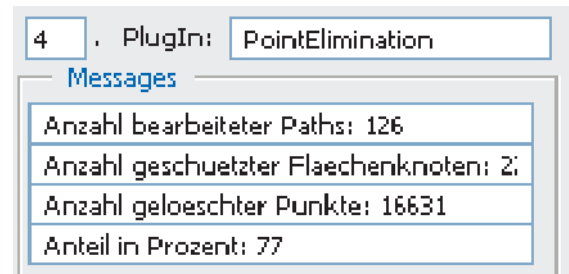 4 . PlugIn: PointElimination
Messages
Anzahl bearbeiteter Paths: 126
Anzahl geschuetzter Flaechenknoten:
Anzahl geloeschter Punkte: 16631
Anteil in Prozent: 77